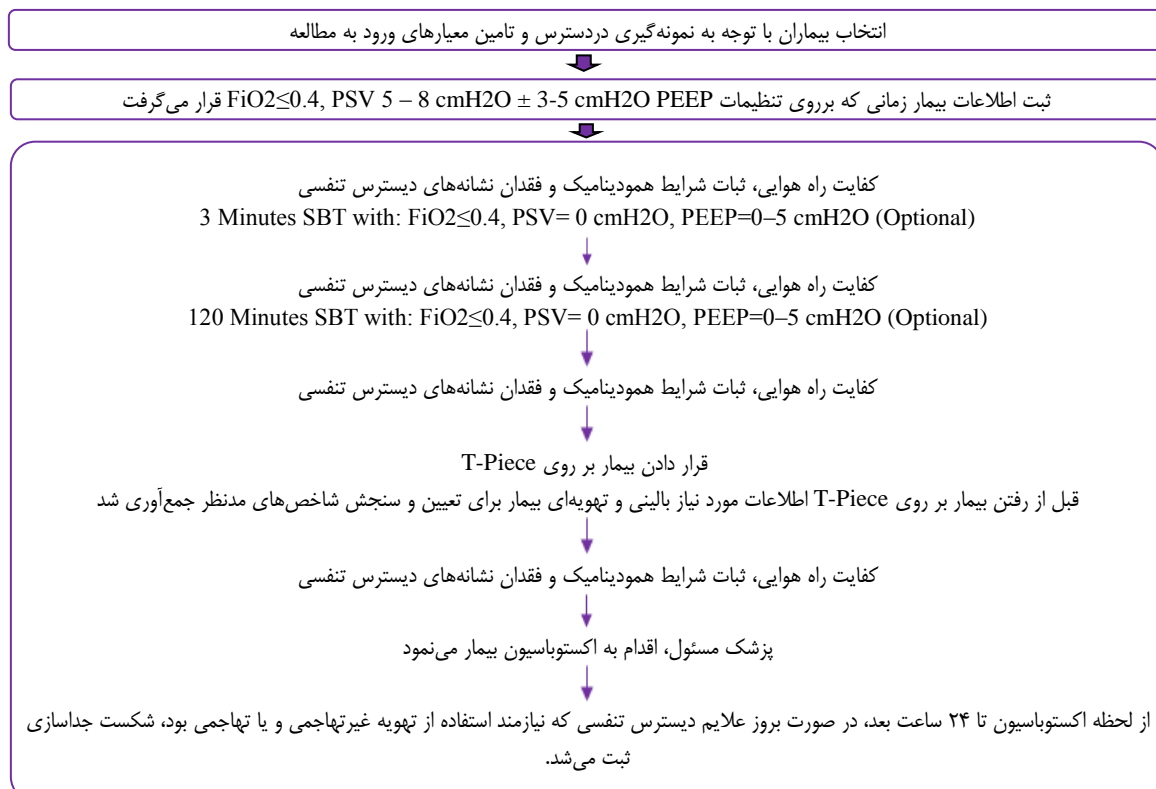 انتخاب بیماران با توجه به نمونه‌گیری دردسترس و تامین معیارهای ورود به مطالعه
ثبت اطلاعات بیمار زمانی که برروی تنظیمات FiO2≤0.4, PSV 5 – 8 cmH2O ± 3-5 cmH2O PEEP قرار می‌گرفت
کفایت راه هوایی، ثبات شرایط همودینامیک و فقدان نشانه‌های دیسترس تنفسی
3 Minutes SBT with: FiO2≤0.4, PSV= 0 cmH2O, PEEP=0–5 cmH2O (Optional)
کفایت راه هوایی، ثبات شرایط همودینامیک و فقدان نشانه‌های دیسترس تنفسی
120 Minutes SBT with: FiO2≤0.4, PSV= 0 cmH2O, PEEP=0–5 cmH2O (Optional)
کفایت راه هوایی، ثبات شرایط همودینامیک و فقدان نشانه‌های دیسترس تنفسی
قرار دادن بیمار بر روی T-Piece
قبل از رفتن بیمار بر روی T-Piece اطلاعات مورد نیاز بالینی و تهویه‌ای بیمار برای تعیین و سنجش شاخص‌های مدنظر جمع‌آوری شد
کفایت راه هوایی، ثبات شرایط همودینامیک و فقدان نشانه‌های دیسترس تنفسی
پزشک مسئول، اقدام به اکستوباسیون بیمار می‌نمود
از لحظه اکستوباسیون تا ۲۴ ساعت بعد، در صورت بروز علایم دیسترس تنفسی که نیازمند استفاده از تهویه غیرتهاجمی و یا تهاجمی بود، شکست جداسازی
ثبت می‌شد.